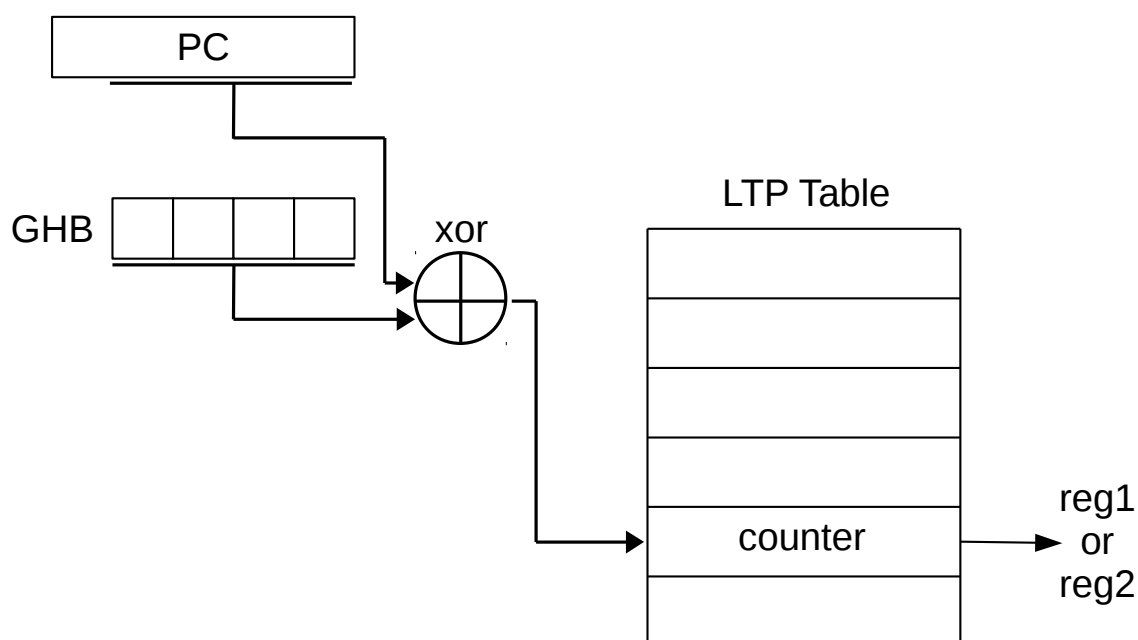 PC
GHB
xor
LTP Table
counter
reg1
or
reg2